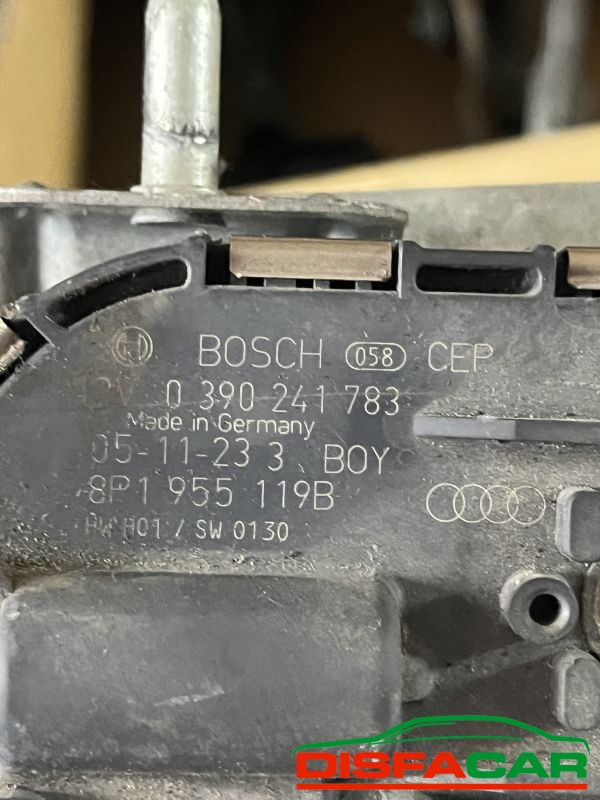 BOSCH 058 CEP
0 390 241 783
Made in Germany
05-11-23 3 BOY
8P1 955 119B
H01 / SW 0130
DISFACAR